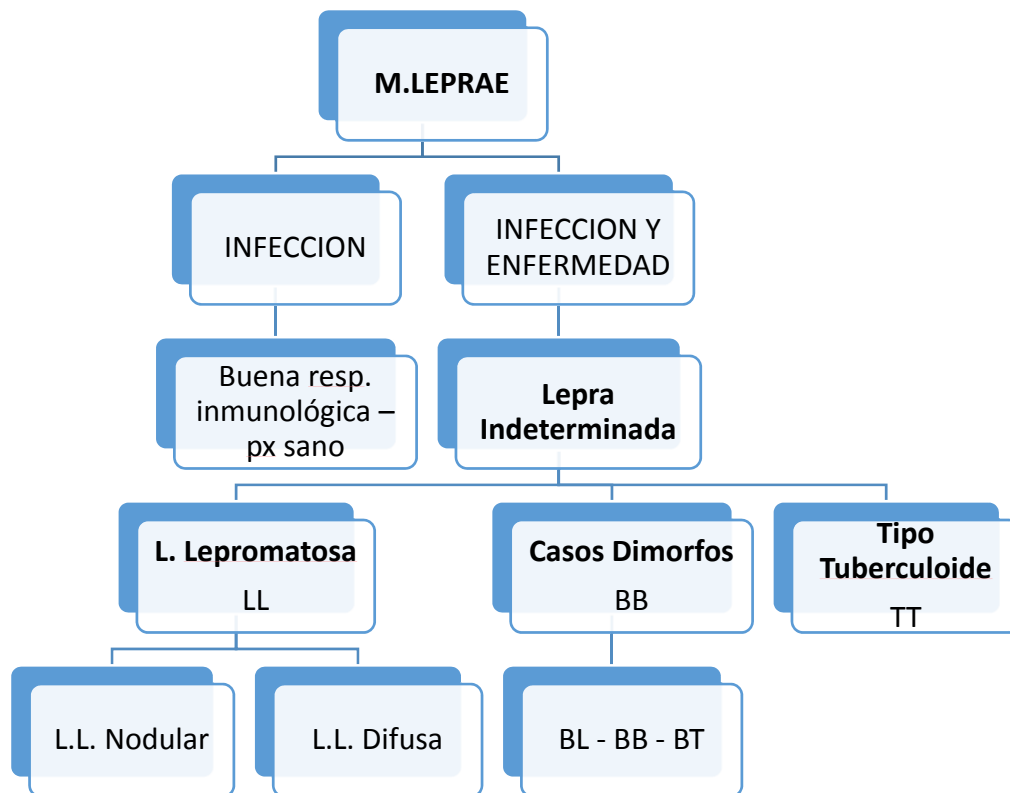 M.LEPRAE
INFECCION
INFECCION Y
ENFERMEDAD
Buena resp.
inmunológica –
px sano
Lepra
Indeterminada
L. Lepromatosa
LL
Casos Dimorfos
BB
Tipo
Tuberculoide
TT
L.L. Nodular
L.L. Difusa
BL - BB - BT